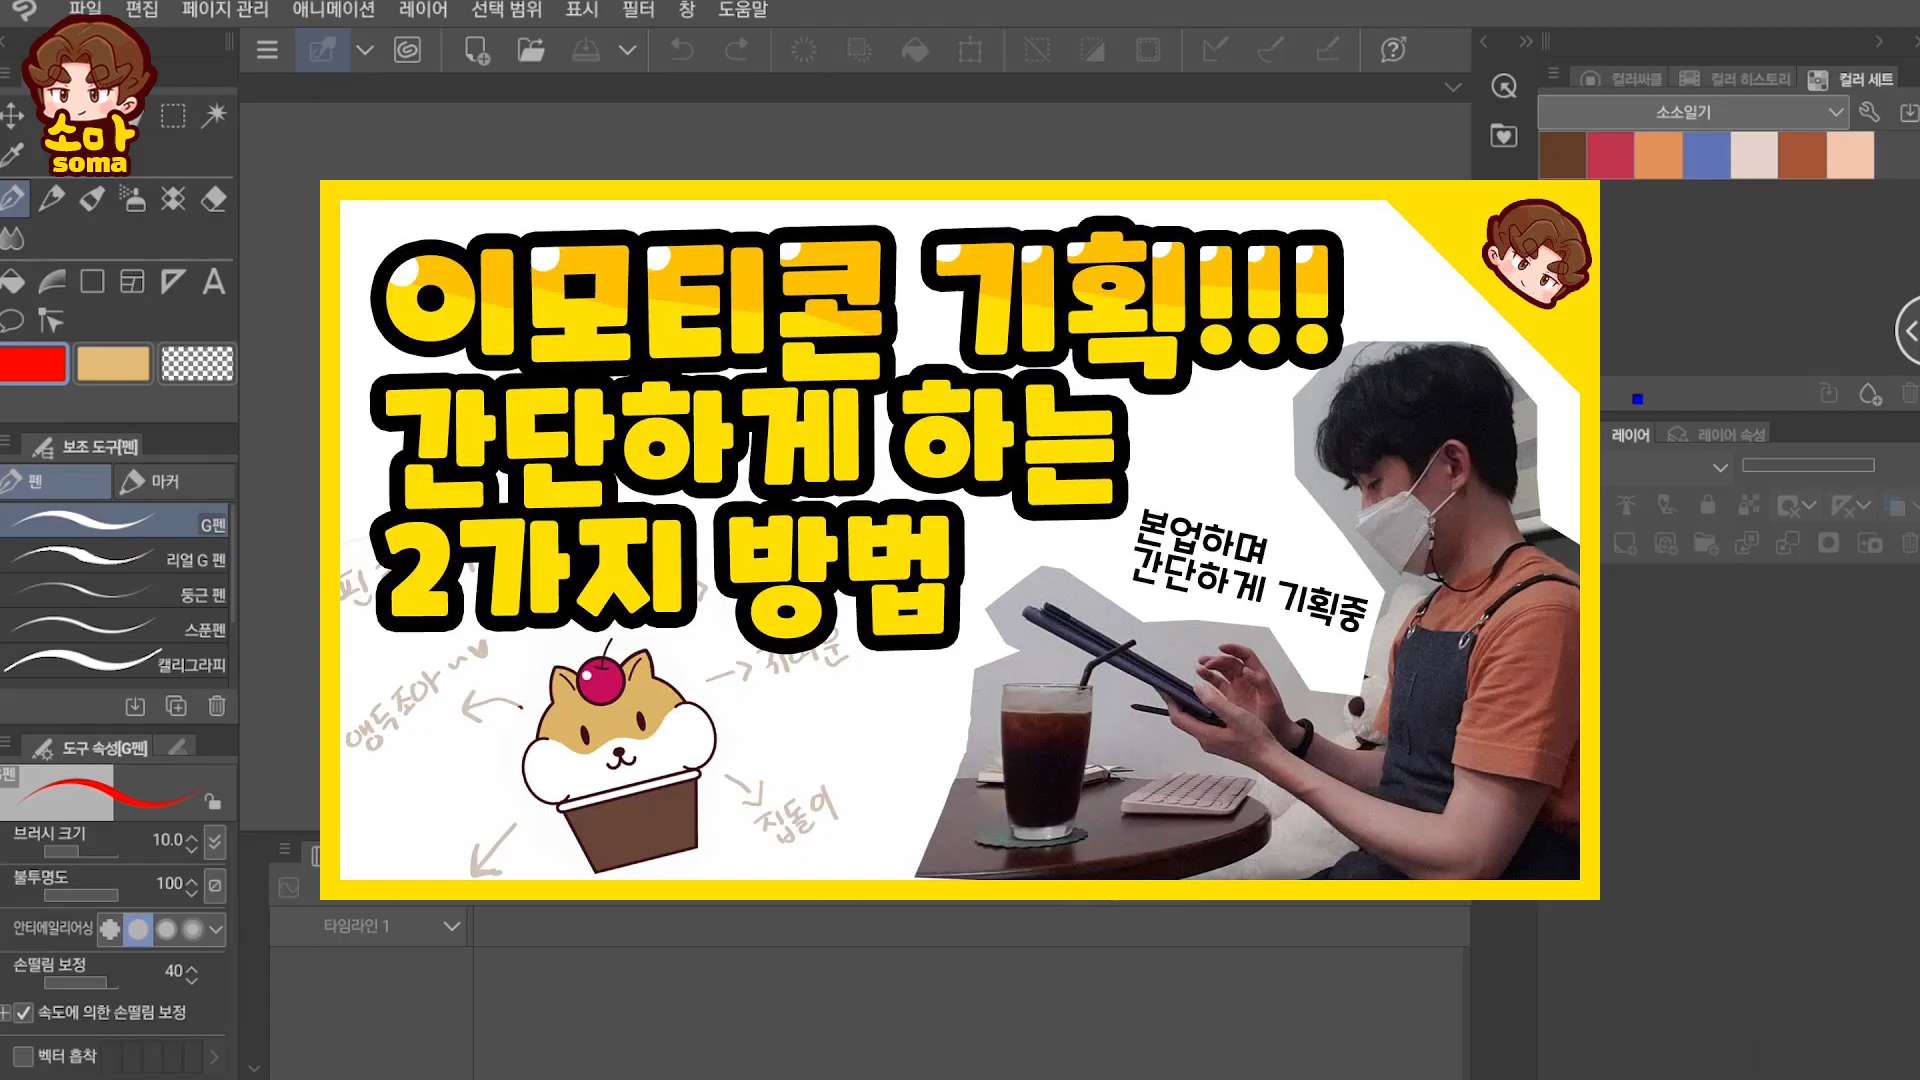 파일 편집 페이지 관리 애니메이션 레이어 선택 범위 표시 필터 창 도움말
소마
soma
컬러써클 컬러 히스토리 컬러 세트
소소일기
이모티콘 기획!!!
간단하게 하는
2가지 방법
본업하며
간단하게 기획중
앵두조아
집돌이
A
보조 도구[펜]
펜 마커
G펜
리얼 G 펜
둥근 펜
스푼펜
캘리그라피
도구 속성[G펜]
G펜
브러시 크기 10.0
불투명도 100
안티에일리어싱
손떨림 보정 40
속도에 의한 손떨림 보정
벡터 흡착
타임라인 1
레이어 레이어 속성